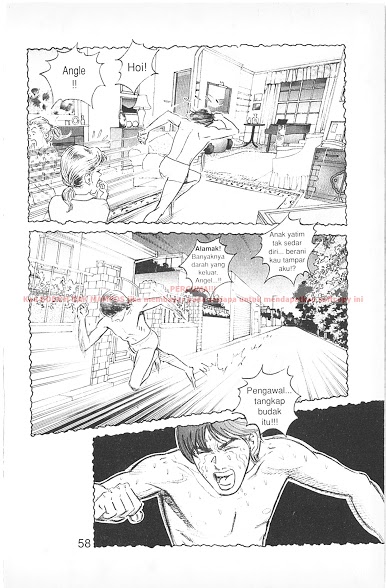 Angle
!!
Hoi!
Alamak!
Banyaknya
darah yang
keluar,
Angel...!!
Anak yatim
tak sedar
diri... berani
kau tampar
aku!?
Pengawal...
tangkap
budak
itu!!!
58